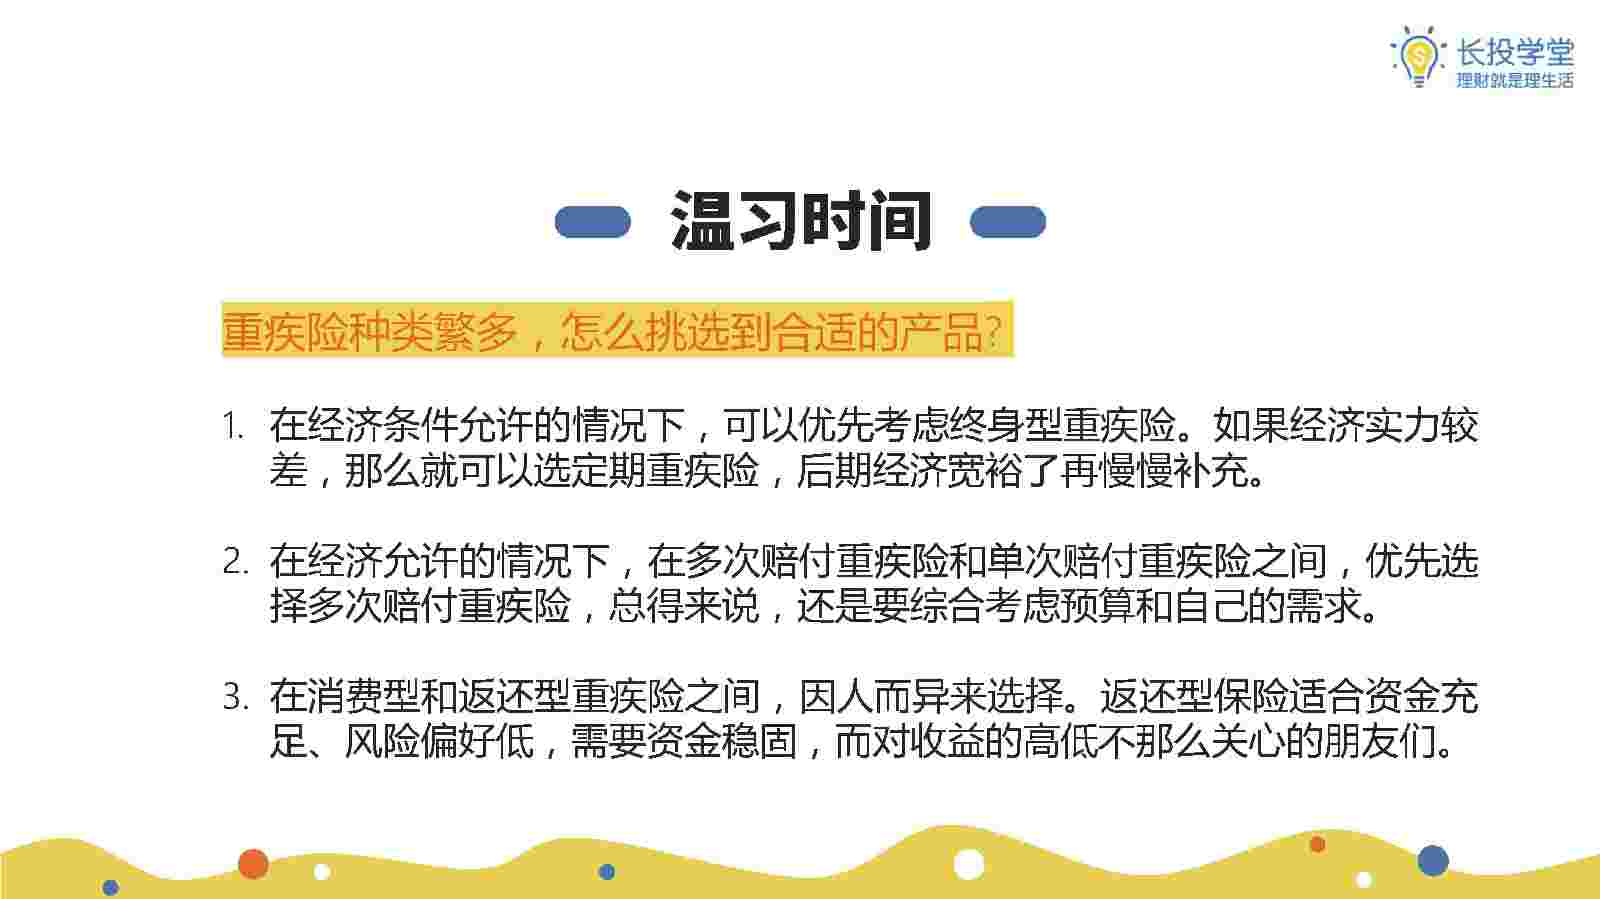 长投学堂
理财就是理生活
温习时间
重疾险种类繁多，怎么挑选到合适的产品?
1. 在经济条件允许的情况下，可以优先考虑终身型重疾险。如果经济实力较
差，那么就可以选定期重疾险，后期经济宽裕了再慢慢补充。
2. 在经济允许的情况下，在多次赔付重疾险和单次赔付重疾险之间，优先选
择多次赔付重疾险，总得来说，还是要综合考虑预算和自己的需求。
3. 在消费型和返还型重疾险之间，因人而异来选择。返还型保险适合资金充
足、风险偏好低，需要资金稳固，而对收益的高低不那么关心的朋友们。